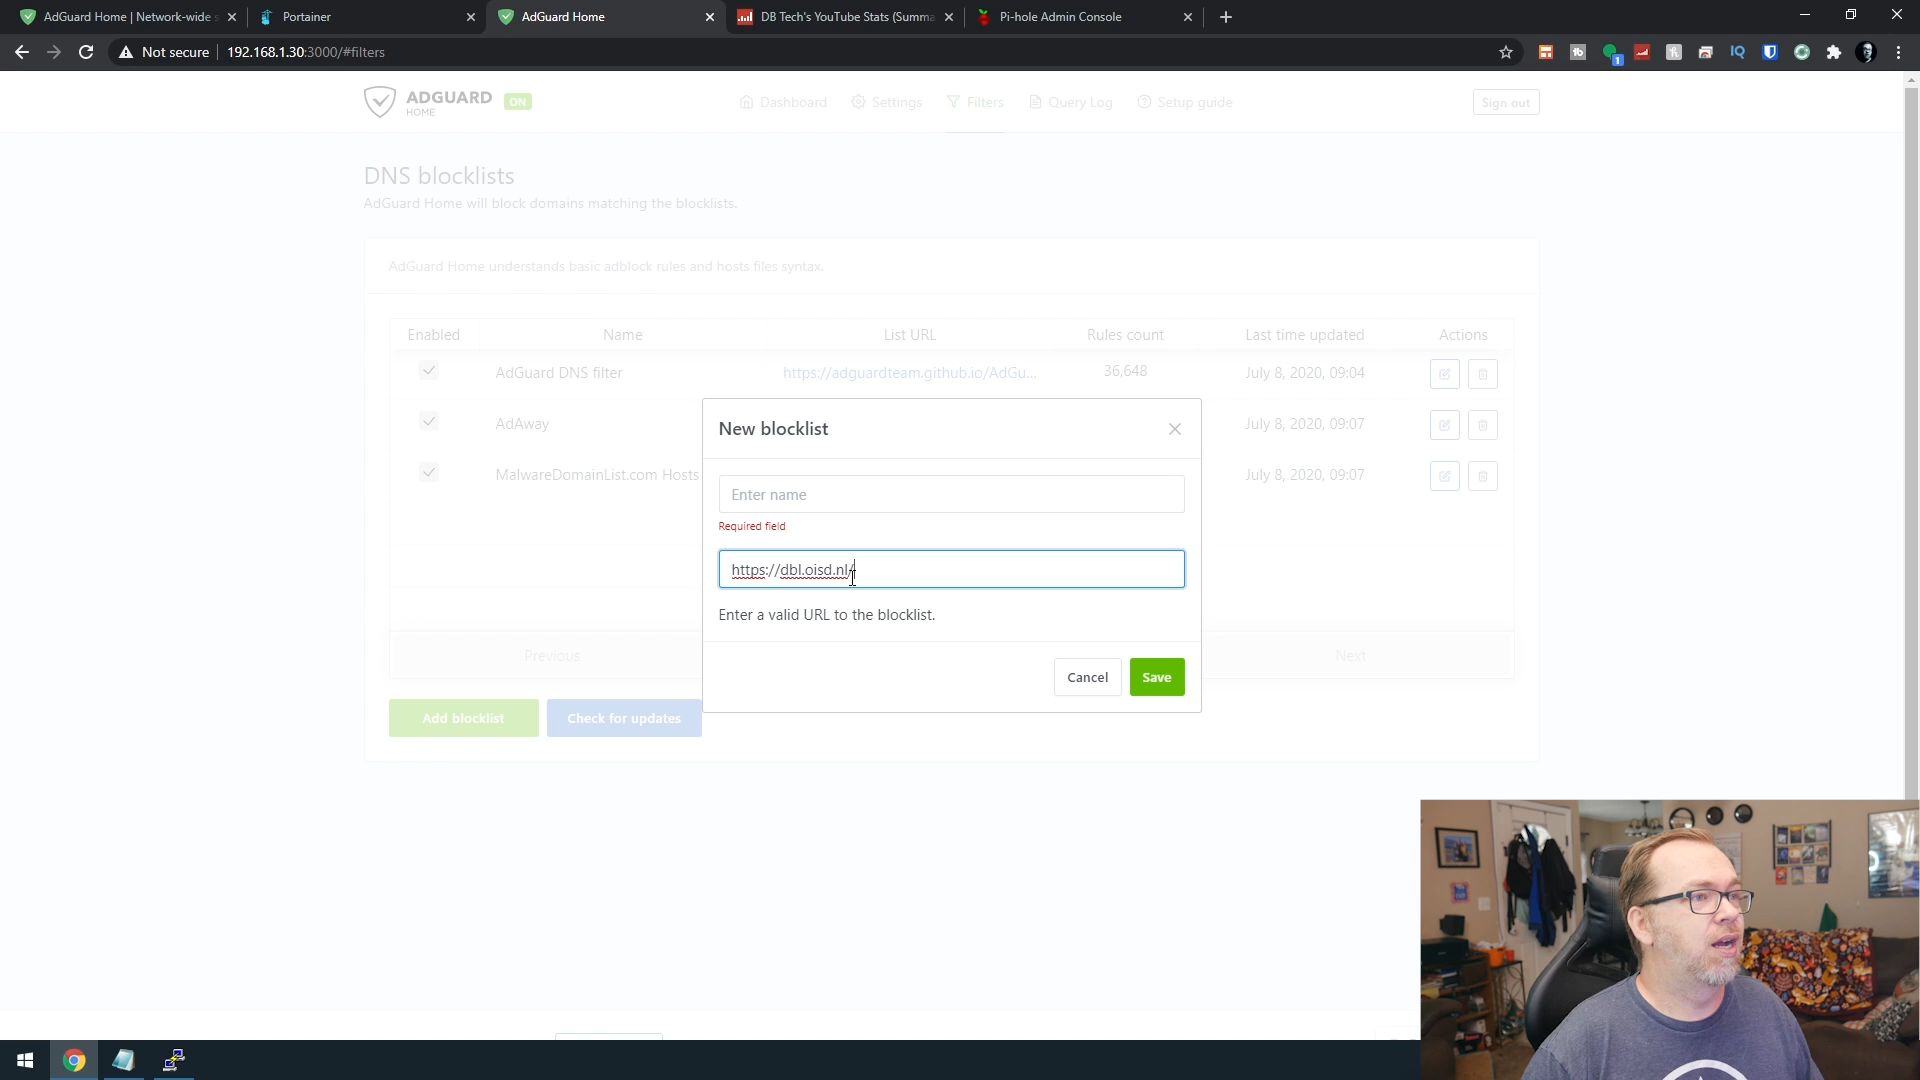 AdGuard Home | Network-wide s
Portainer
AdGuard Home
DB Tech's YouTube Stats (Summa
Pi-hole Admin Console
Not secure
192.168.1.30:3000/#filters
1
ADGUARD
HOME
ON
Dashboard
Settings
Filters
Query Log
Setup guide
Sign out
DNS blocklists
AdGuard Home will block domains matching the blocklists.
AdGuard Home understands basic adblock rules and hosts files syntax.
Enabled
Name
List URL
Rules count
Last time updated
Actions
AdGuard DNS filter
https://adguardteam.github.io/AdGu...
36,648
July 8, 2020, 09:04
AdAway
July 8, 2020, 09:07
MalwareDomainList.com Hosts
July 8, 2020, 09:07
New blocklist
Enter name
Required field
https://dbl.oisd.nl/
Enter a valid URL to the blocklist.
Cancel
Save
Previous
Next
Add blocklist
Check for updates